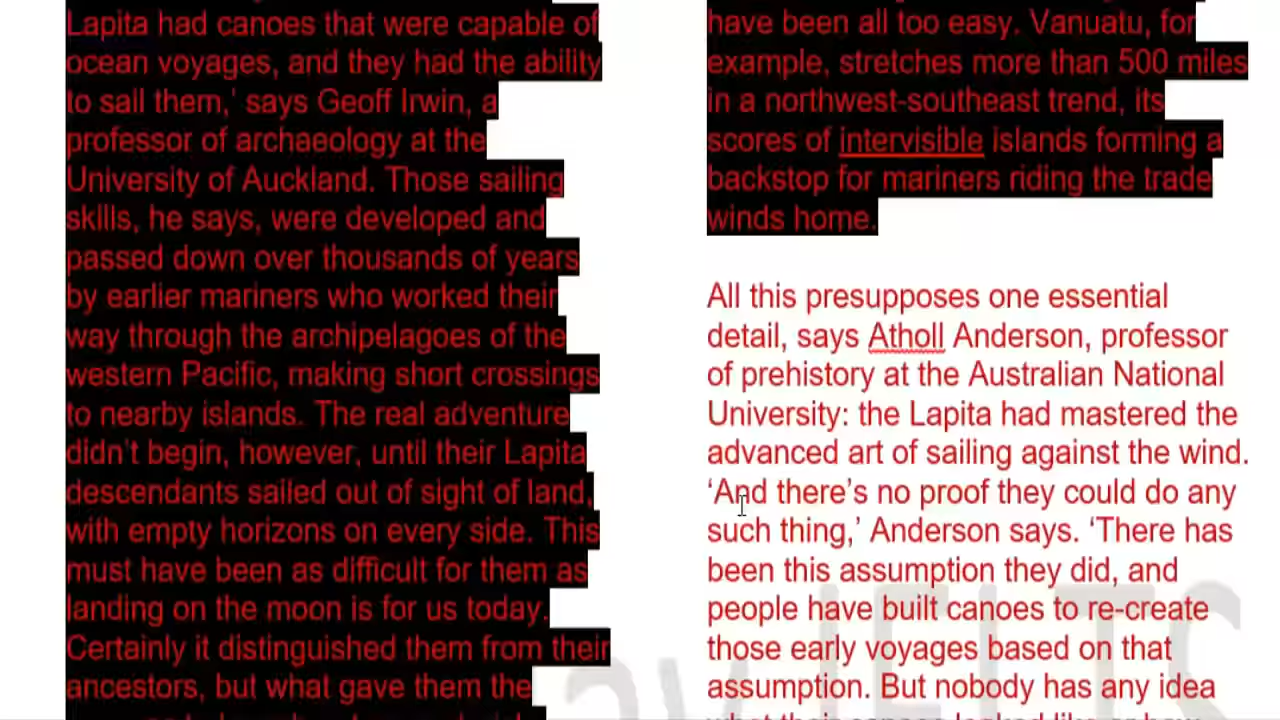 Lapita had canoes that were capable of
ocean voyages, and they had the ability
to sail them,’ says Geoff Irwin, a
professor of archaeology at the
University of Auckland. Those sailing
skills, he says, were developed and
passed down over thousands of years
by earlier mariners who worked their
way through the archipelagoes of the
western Pacific, making short crossings
to nearby islands. The real adventure
didn’t begin, however, until their Lapita
descendants sailed out of sight of land,
with empty horizons on every side. This
must have been as difficult for them as
landing on the moon is for us today.
Certainly it distinguished them from their
ancestors, but what gave them the
have been all too easy. Vanuatu, for
example, stretches more than 500 miles
in a northwest-southeast trend, its
scores of intervisible islands forming a
backstop for mariners riding the trade
winds home.
All this presupposes one essential
detail, says Atholl Anderson, professor
of prehistory at the Australian National
University: the Lapita had mastered the
advanced art of sailing against the wind.
‘And there’s no proof they could do any
such thing,’ Anderson says. ‘There has
been this assumption they did, and
people have built canoes to re-create
those early voyages based on that
assumption. But nobody has any idea
what their canoes looked like or how
IELTS